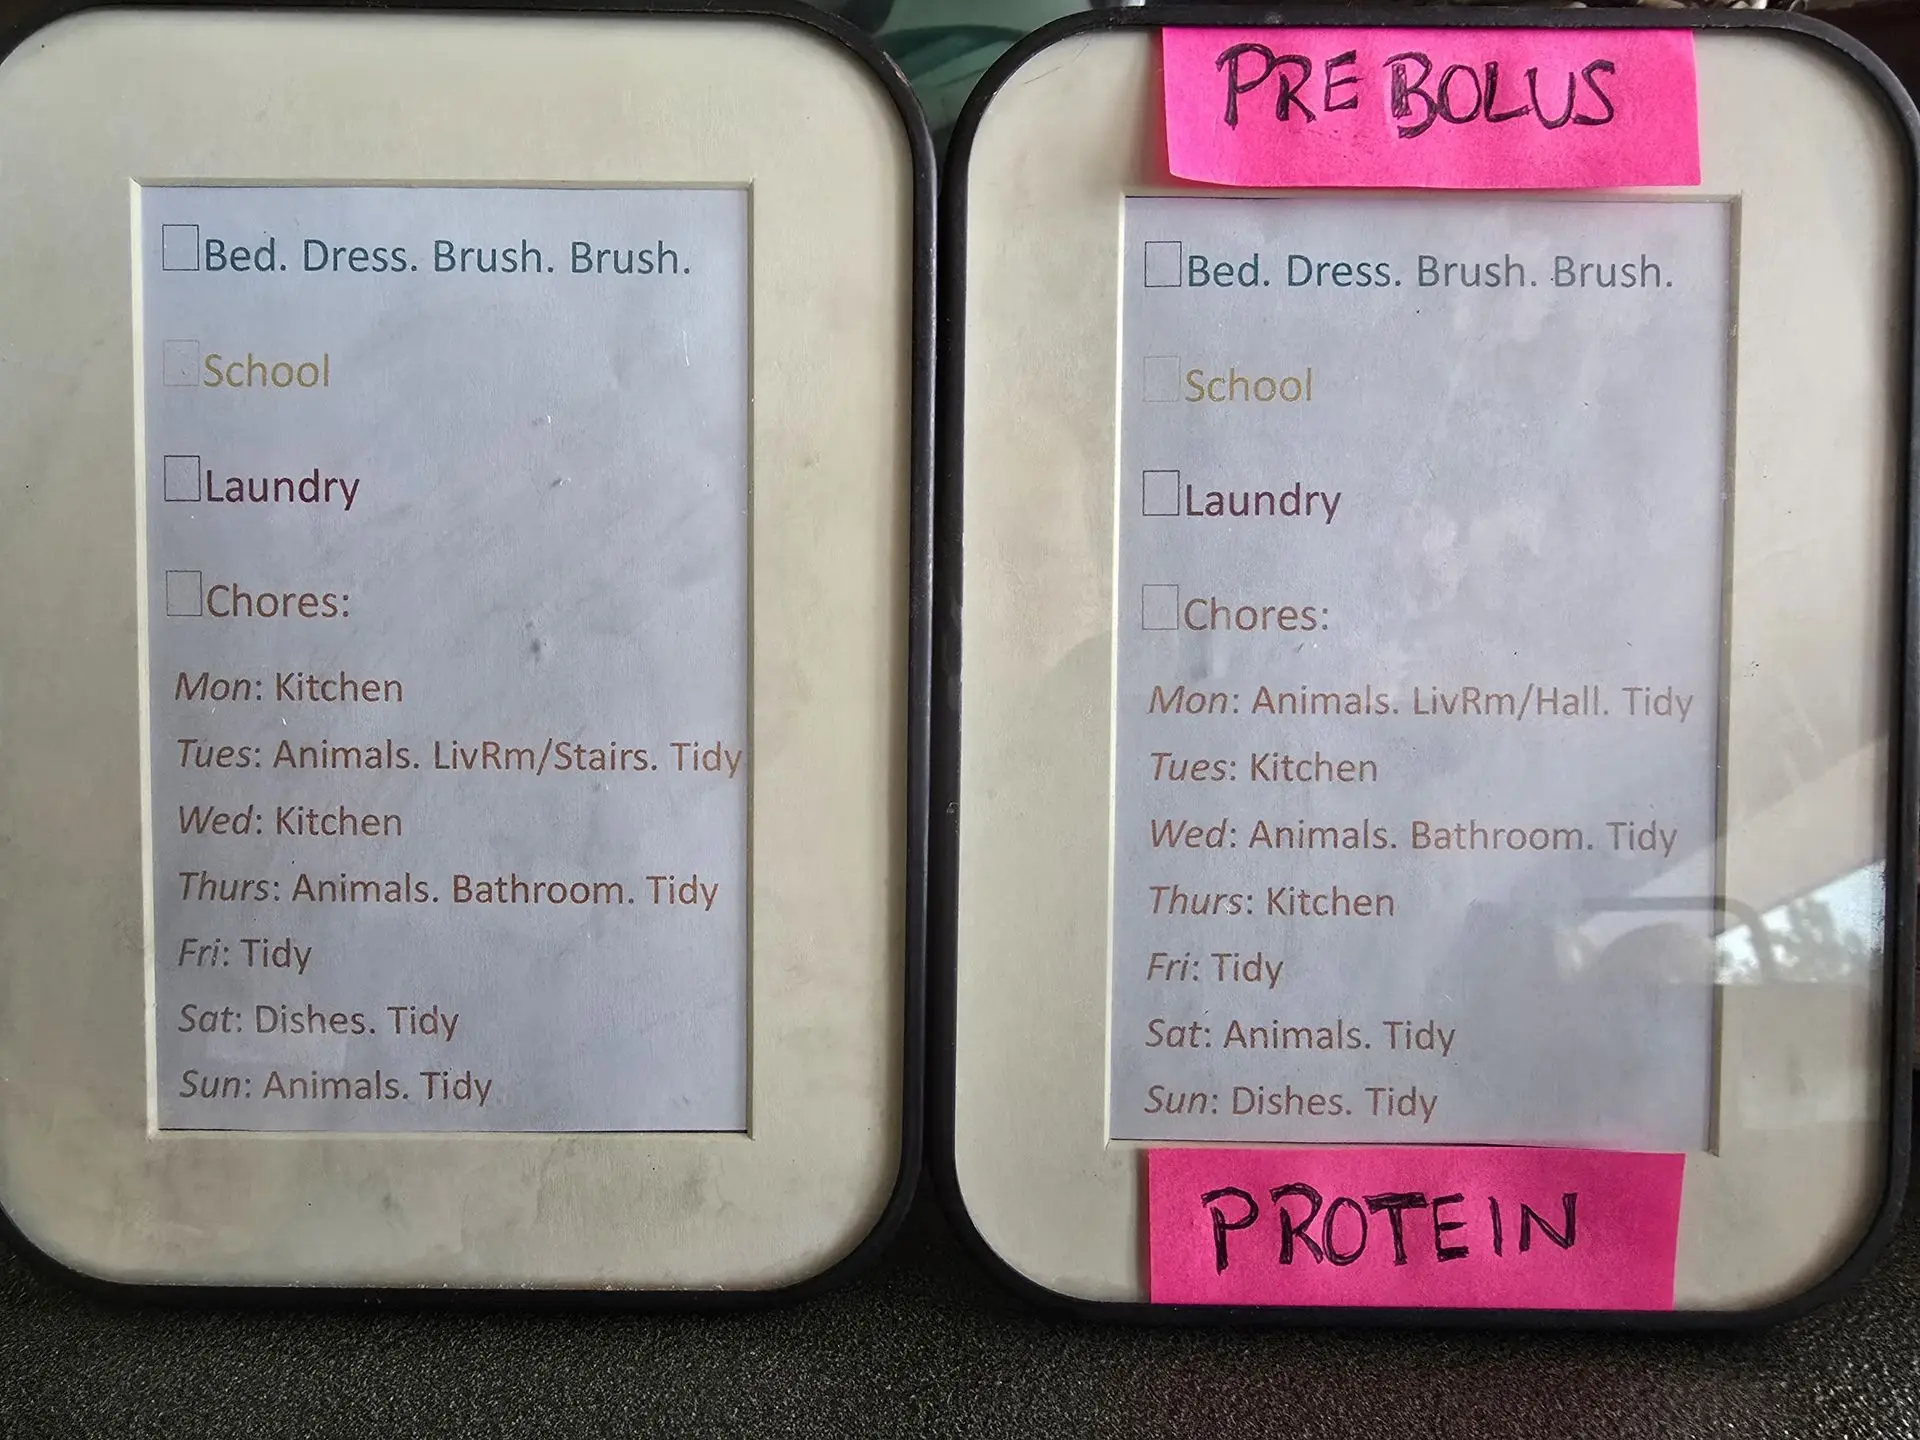 ☐Bed. Dress. Brush. Brush.
☐School
☐Laundry
☐Chores:
Mon: Kitchen
Tues: Animals. LivRm/Stairs. Tidy
Wed: Kitchen
Thurs: Animals. Bathroom. Tidy
Fri: Tidy
Sat: Dishes. Tidy
Sun: Animals. Tidy
PRE BOLUS
☐Bed. Dress. Brush. Brush.
☐School
☐Laundry
☐Chores:
Mon: Animals. LivRm/Hall. Tidy
Tues: Kitchen
Wed: Animals. Bathroom. Tidy
Thurs: Kitchen
Fri: Tidy
Sat: Animals. Tidy
Sun: Dishes. Tidy
PROTEIN